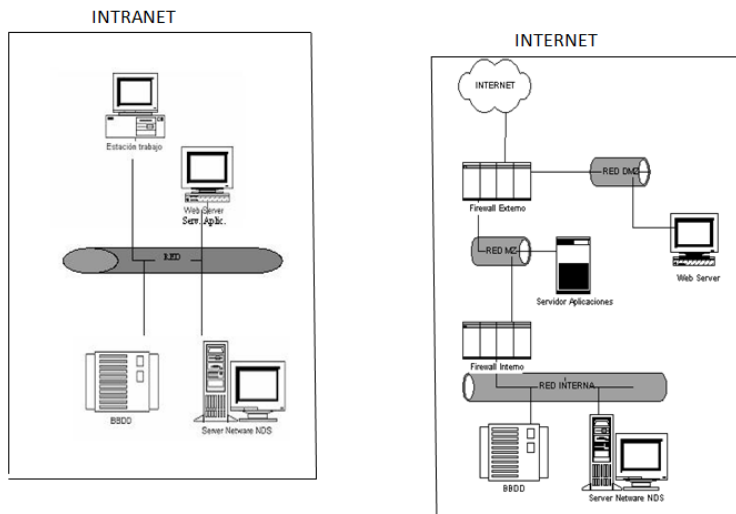 INTRANET
Estación trabajo
Web Server
Serv. Aplic.
RED
BBDD
Server Netware NDS
INTERNET
INTERNET
RED DMZ
Firewall Externo
Web Server
RED MZ
Servidor Aplicaciones
Firewall Interno
RED INTERNA
BBDD
Server Netware NDS